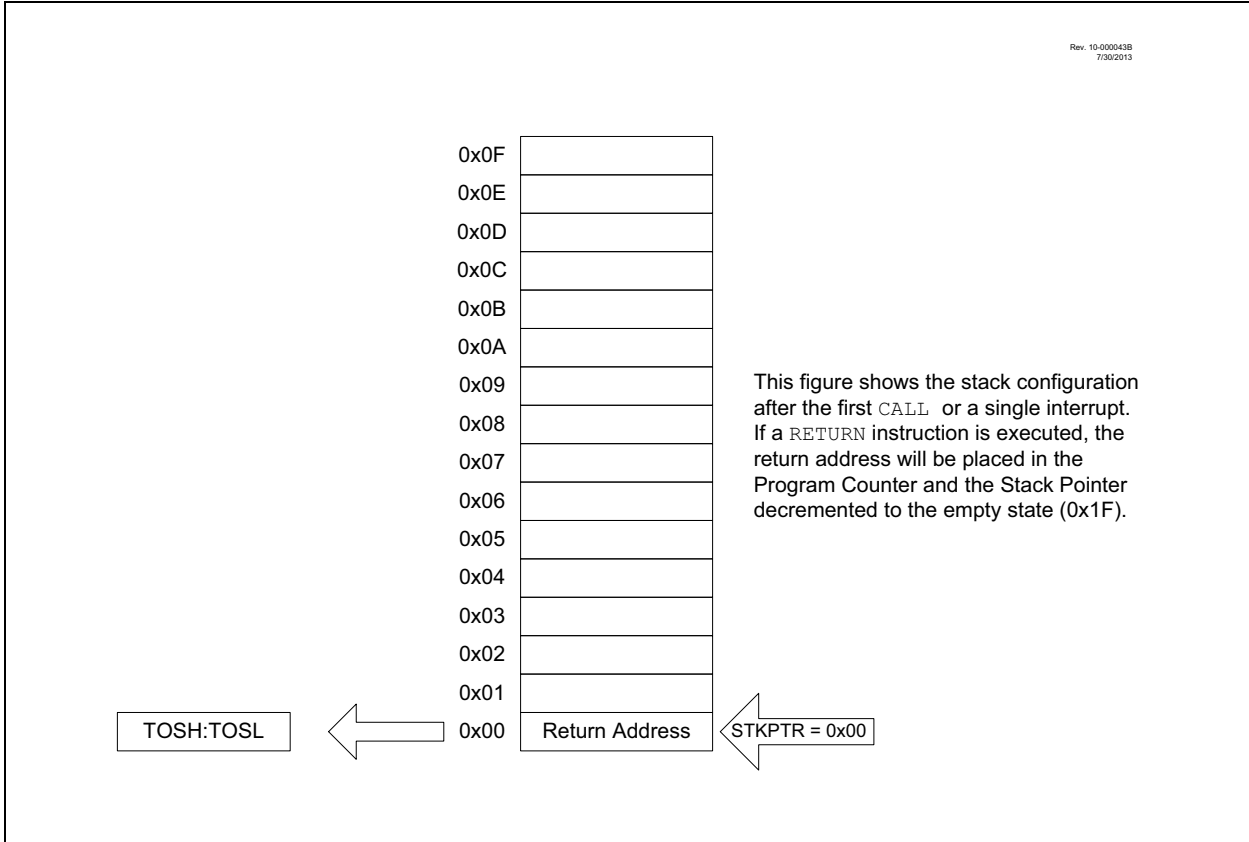 Rev. 10-000043B
7/30/2013
0x0F
0x0E
0x0D
0x0C
0x0B
0x0A
0x09
0x08
0x07
0x06
0x05
0x04
0x03
0x02
0x01
This figure shows the stack configuration
after the first CALL or a single interrupt.
If a RETURN instruction is executed, the
return address will be placed in the
Program Counter and the Stack Pointer
decremented to the empty state (0x1F).
TOSH:TOSL 0x00 Return Address STKPTR = 0x00